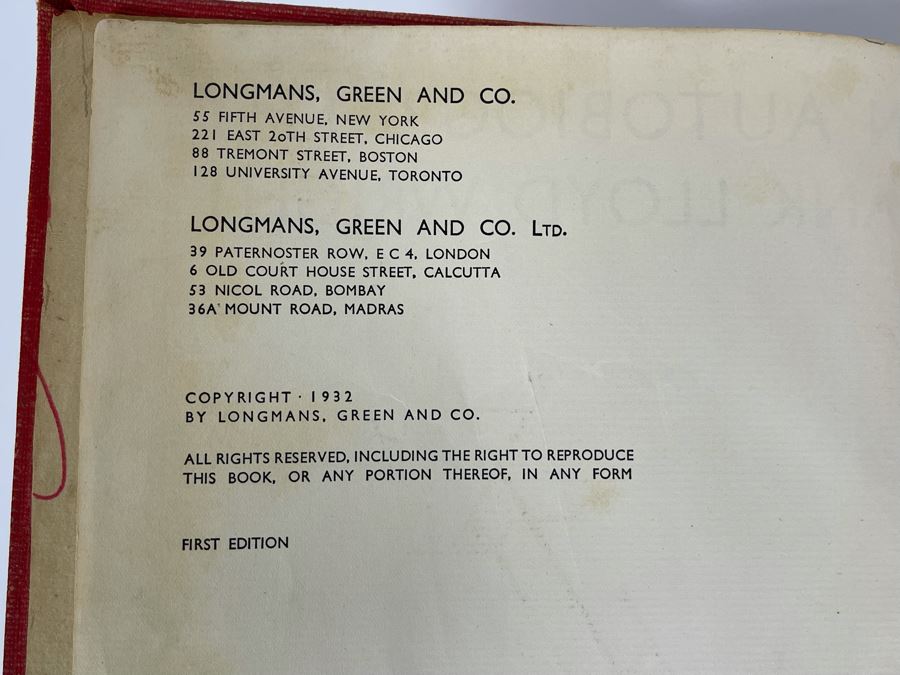 LONGMANS, GREEN AND CO.
55 FIFTH AVENUE, NEW YORK
221 EAST 20TH STREET, CHICAGO
88 TREMONT STREET, BOSTON
128 UNIVERSITY AVENUE, TORONTO
LONGMANS, GREEN AND CO. LTD.
39 PATERNOSTER ROW, E C 4, LONDON
6 OLD COURT HOUSE STREET, CALCUTTA
53 NICOL ROAD, BOMBAY
36A MOUNT ROAD, MADRAS
COPYRIGHT · 1932
BY LONGMANS, GREEN AND CO.
ALL RIGHTS RESERVED, INCLUDING THE RIGHT TO REPRODUCE
THIS BOOK, OR ANY PORTION THEREOF, IN ANY FORM
FIRST EDITION